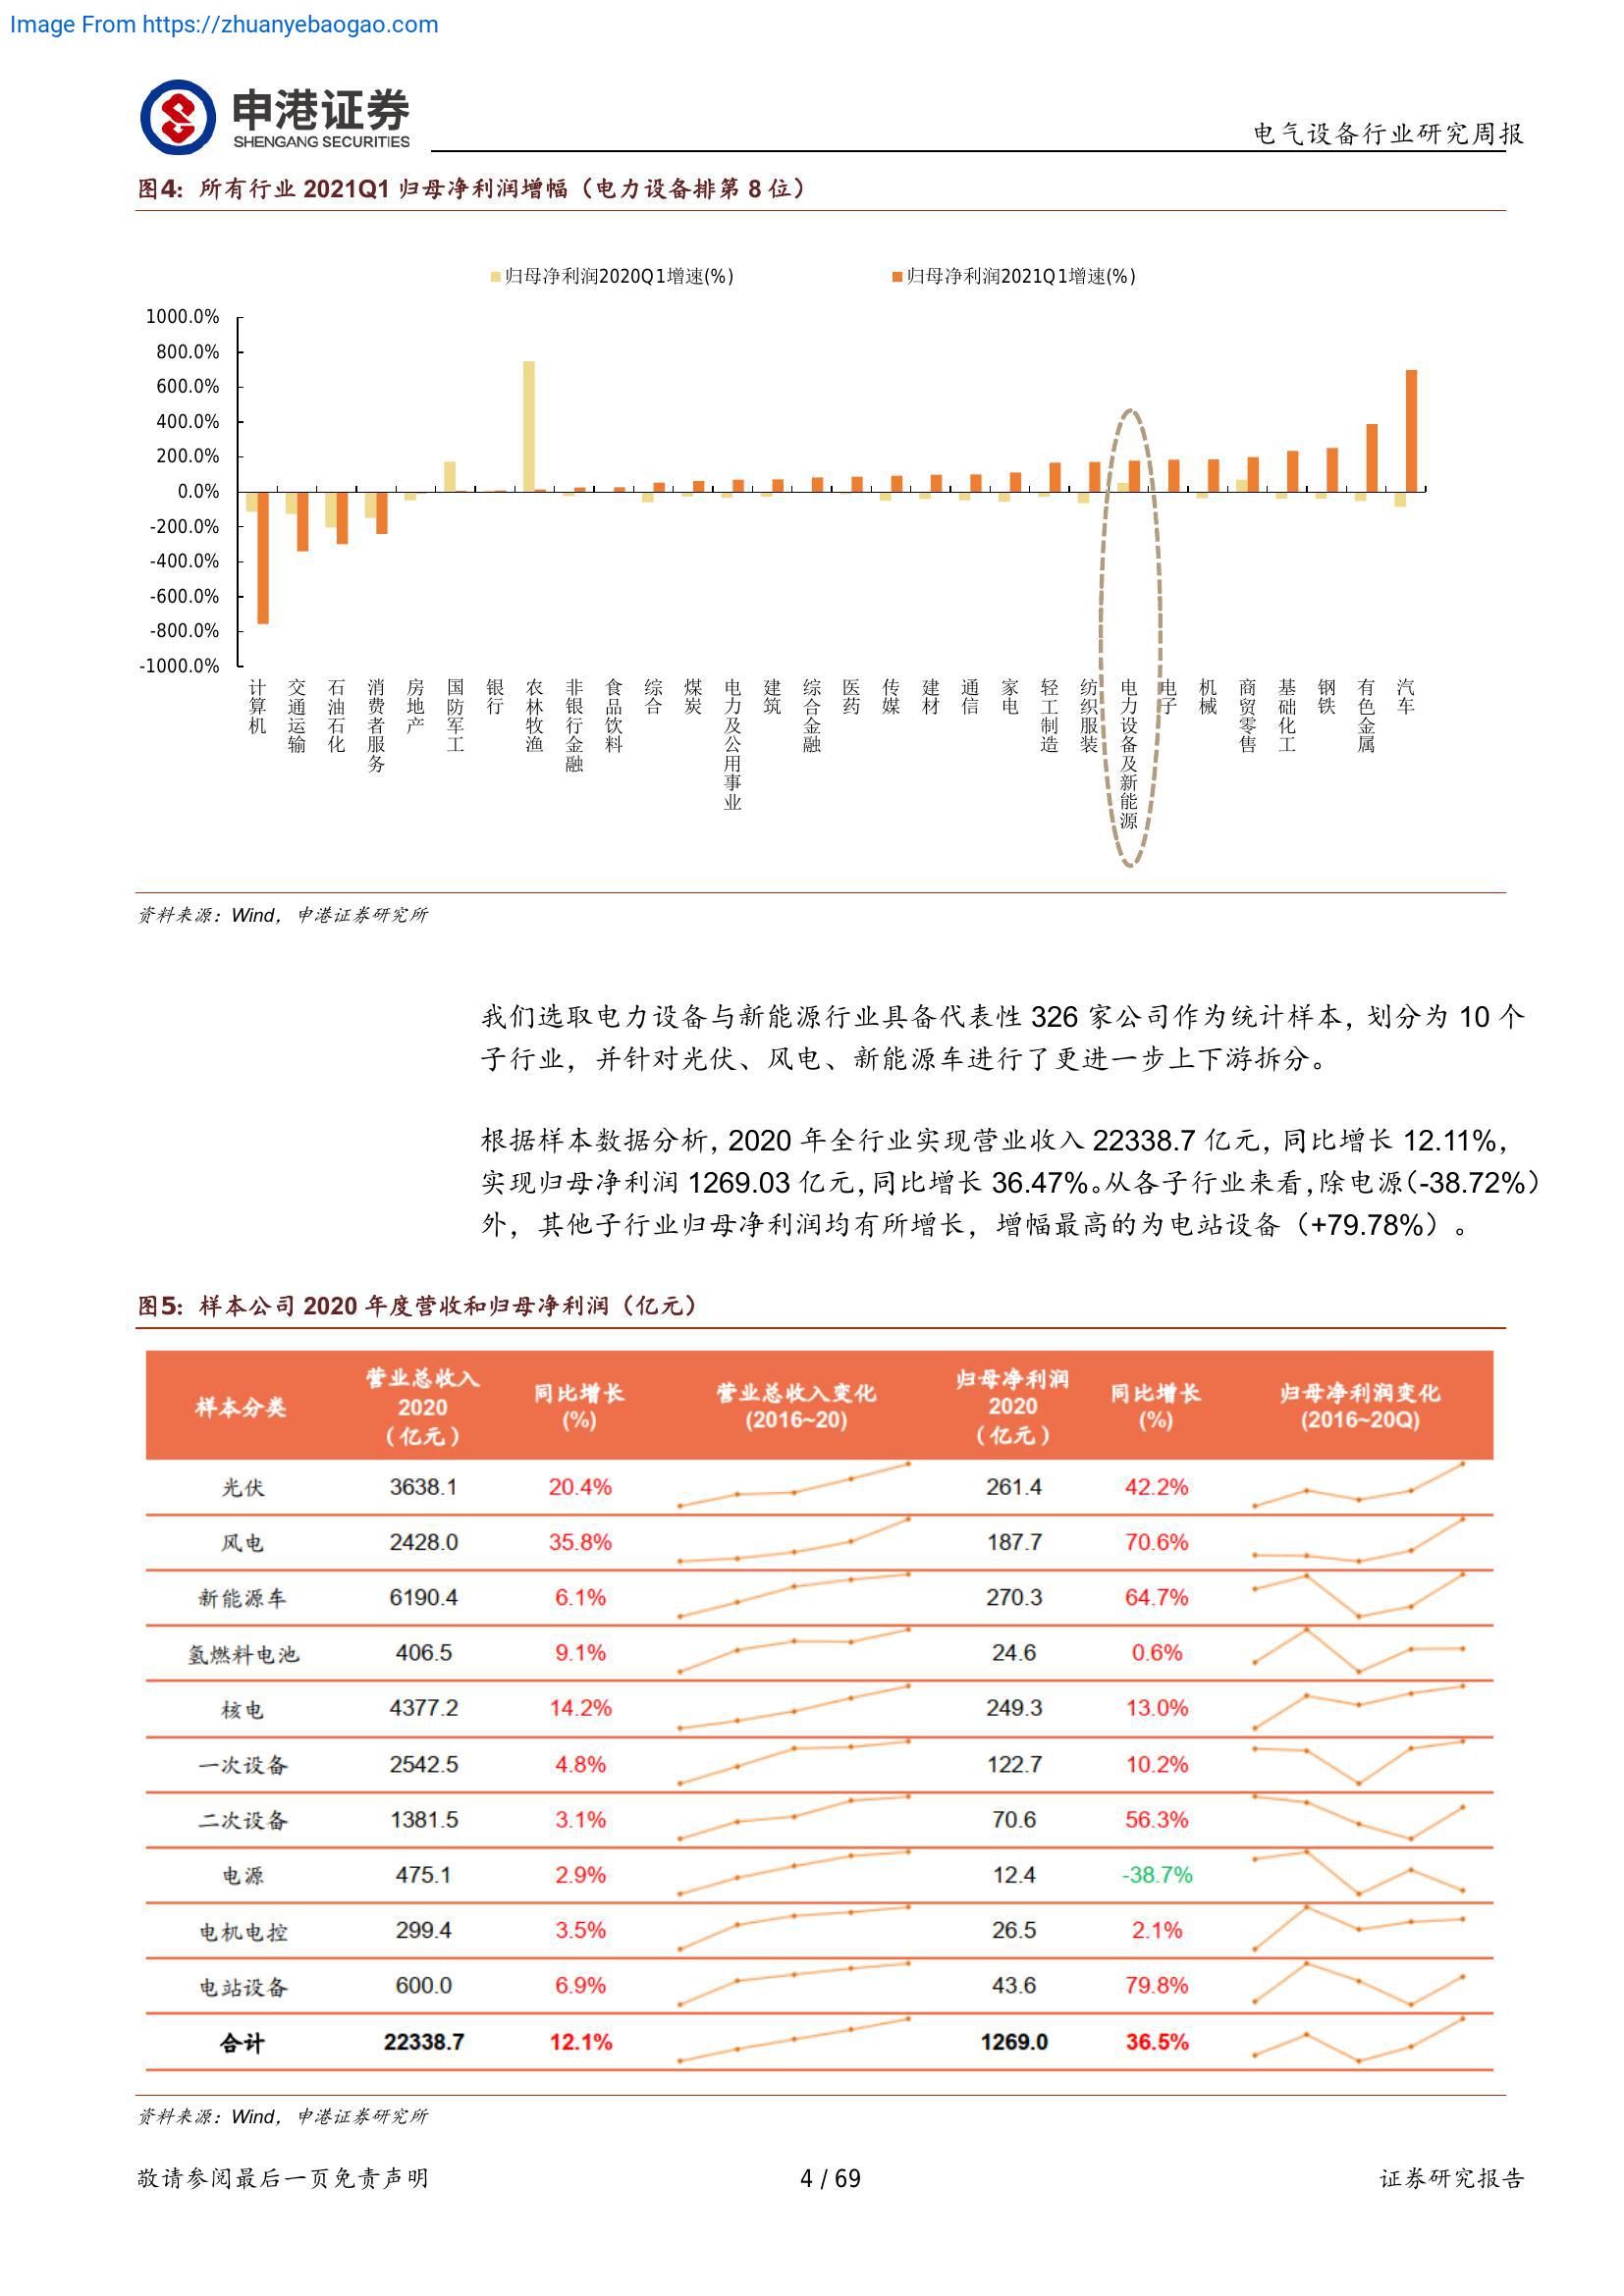 Image From https://zhuanyebaogao.com
申港证券
SHENGANG SECURITIES
电气设备行业研究周报
图4: 所有行业 2021Q1 归母净利润增幅（电力设备排第 8 位）
归母净利润2020Q1增速(%) 归母净利润2021Q1增速(%)
1000.0%
800.0%
600.0%
400.0%
200.0%
0.0%
-200.0%
-400.0%
-600.0%
-800.0%
-1000.0%
计算机 交通运输 石油石化 消费者服务 房地产 国防军工 银行 农林牧渔 非银行金融 食品饮料 综合 煤炭 电力及公用事业 建筑 综合金融 医药 传媒 建材 通信 家电 轻工制造 纺织服装 电力设备及新能源 电子 机械 商贸零售 基础化工 钢铁 有色金属 汽车
资料来源：Wind，申港证券研究所
我们选取电力设备与新能源行业具备代表性 326 家公司作为统计样本，划分为 10 个
子行业，并针对光伏、风电、新能源车进行了更进一步上下游拆分。
根据样本数据分析，2020 年全行业实现营业收入 22338.7 亿元，同比增长 12.11%，
实现归母净利润 1269.03 亿元，同比增长 36.47%。从各子行业来看，除电源（-38.72%）
外，其他子行业归母净利润均有所增长，增幅最高的为电站设备（+79.78%）。
图5: 样本公司 2020 年度营收和归母净利润（亿元）
样本分类 营业总收入 2020 （亿元） 同比增长 (%) 营业总收入变化 (2016~20) 归母净利润 2020 （亿元） 同比增长 (%) 归母净利润变化 (2016~20Q)
光伏 3638.1 20.4% 261.4 42.2%
风电 2428.0 35.8% 187.7 70.6%
新能源车 6190.4 6.1% 270.3 64.7%
氢燃料电池 406.5 9.1% 24.6 0.6%
核电 4377.2 14.2% 249.3 13.0%
一次设备 2542.5 4.8% 122.7 10.2%
二次设备 1381.5 3.1% 70.6 56.3%
电源 475.1 2.9% 12.4 -38.7%
电机电控 299.4 3.5% 26.5 2.1%
电站设备 600.0 6.9% 43.6 79.8%
合计 22338.7 12.1% 1269.0 36.5%
资料来源：Wind，申港证券研究所
敬请参阅最后一页免责声明 4 / 69 证券研究报告